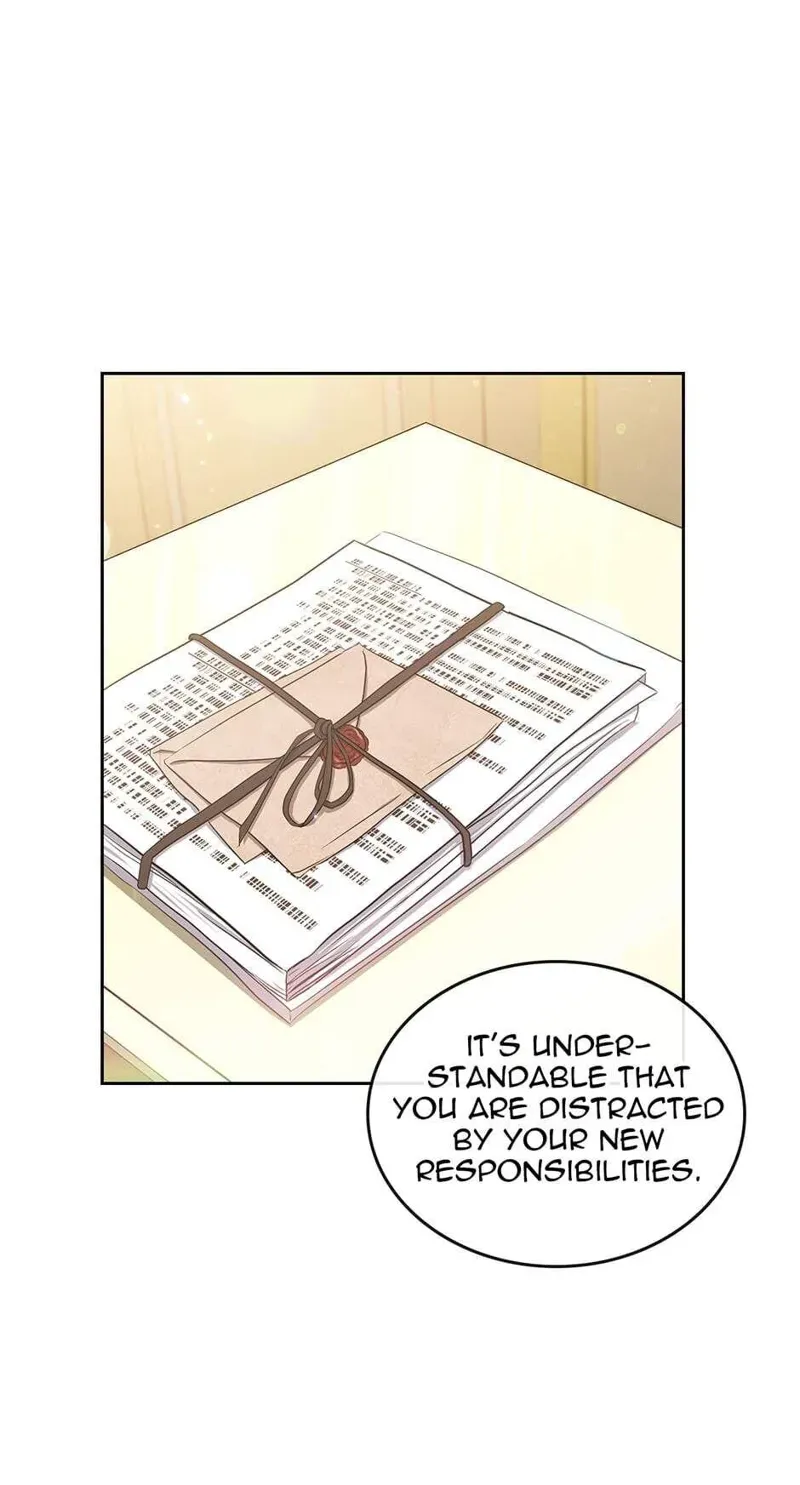 IT'S UNDER-
STANDABLE THAT
YOU ARE DISTRACTED
BY YOUR NEW
RESPONSIBILITIES.